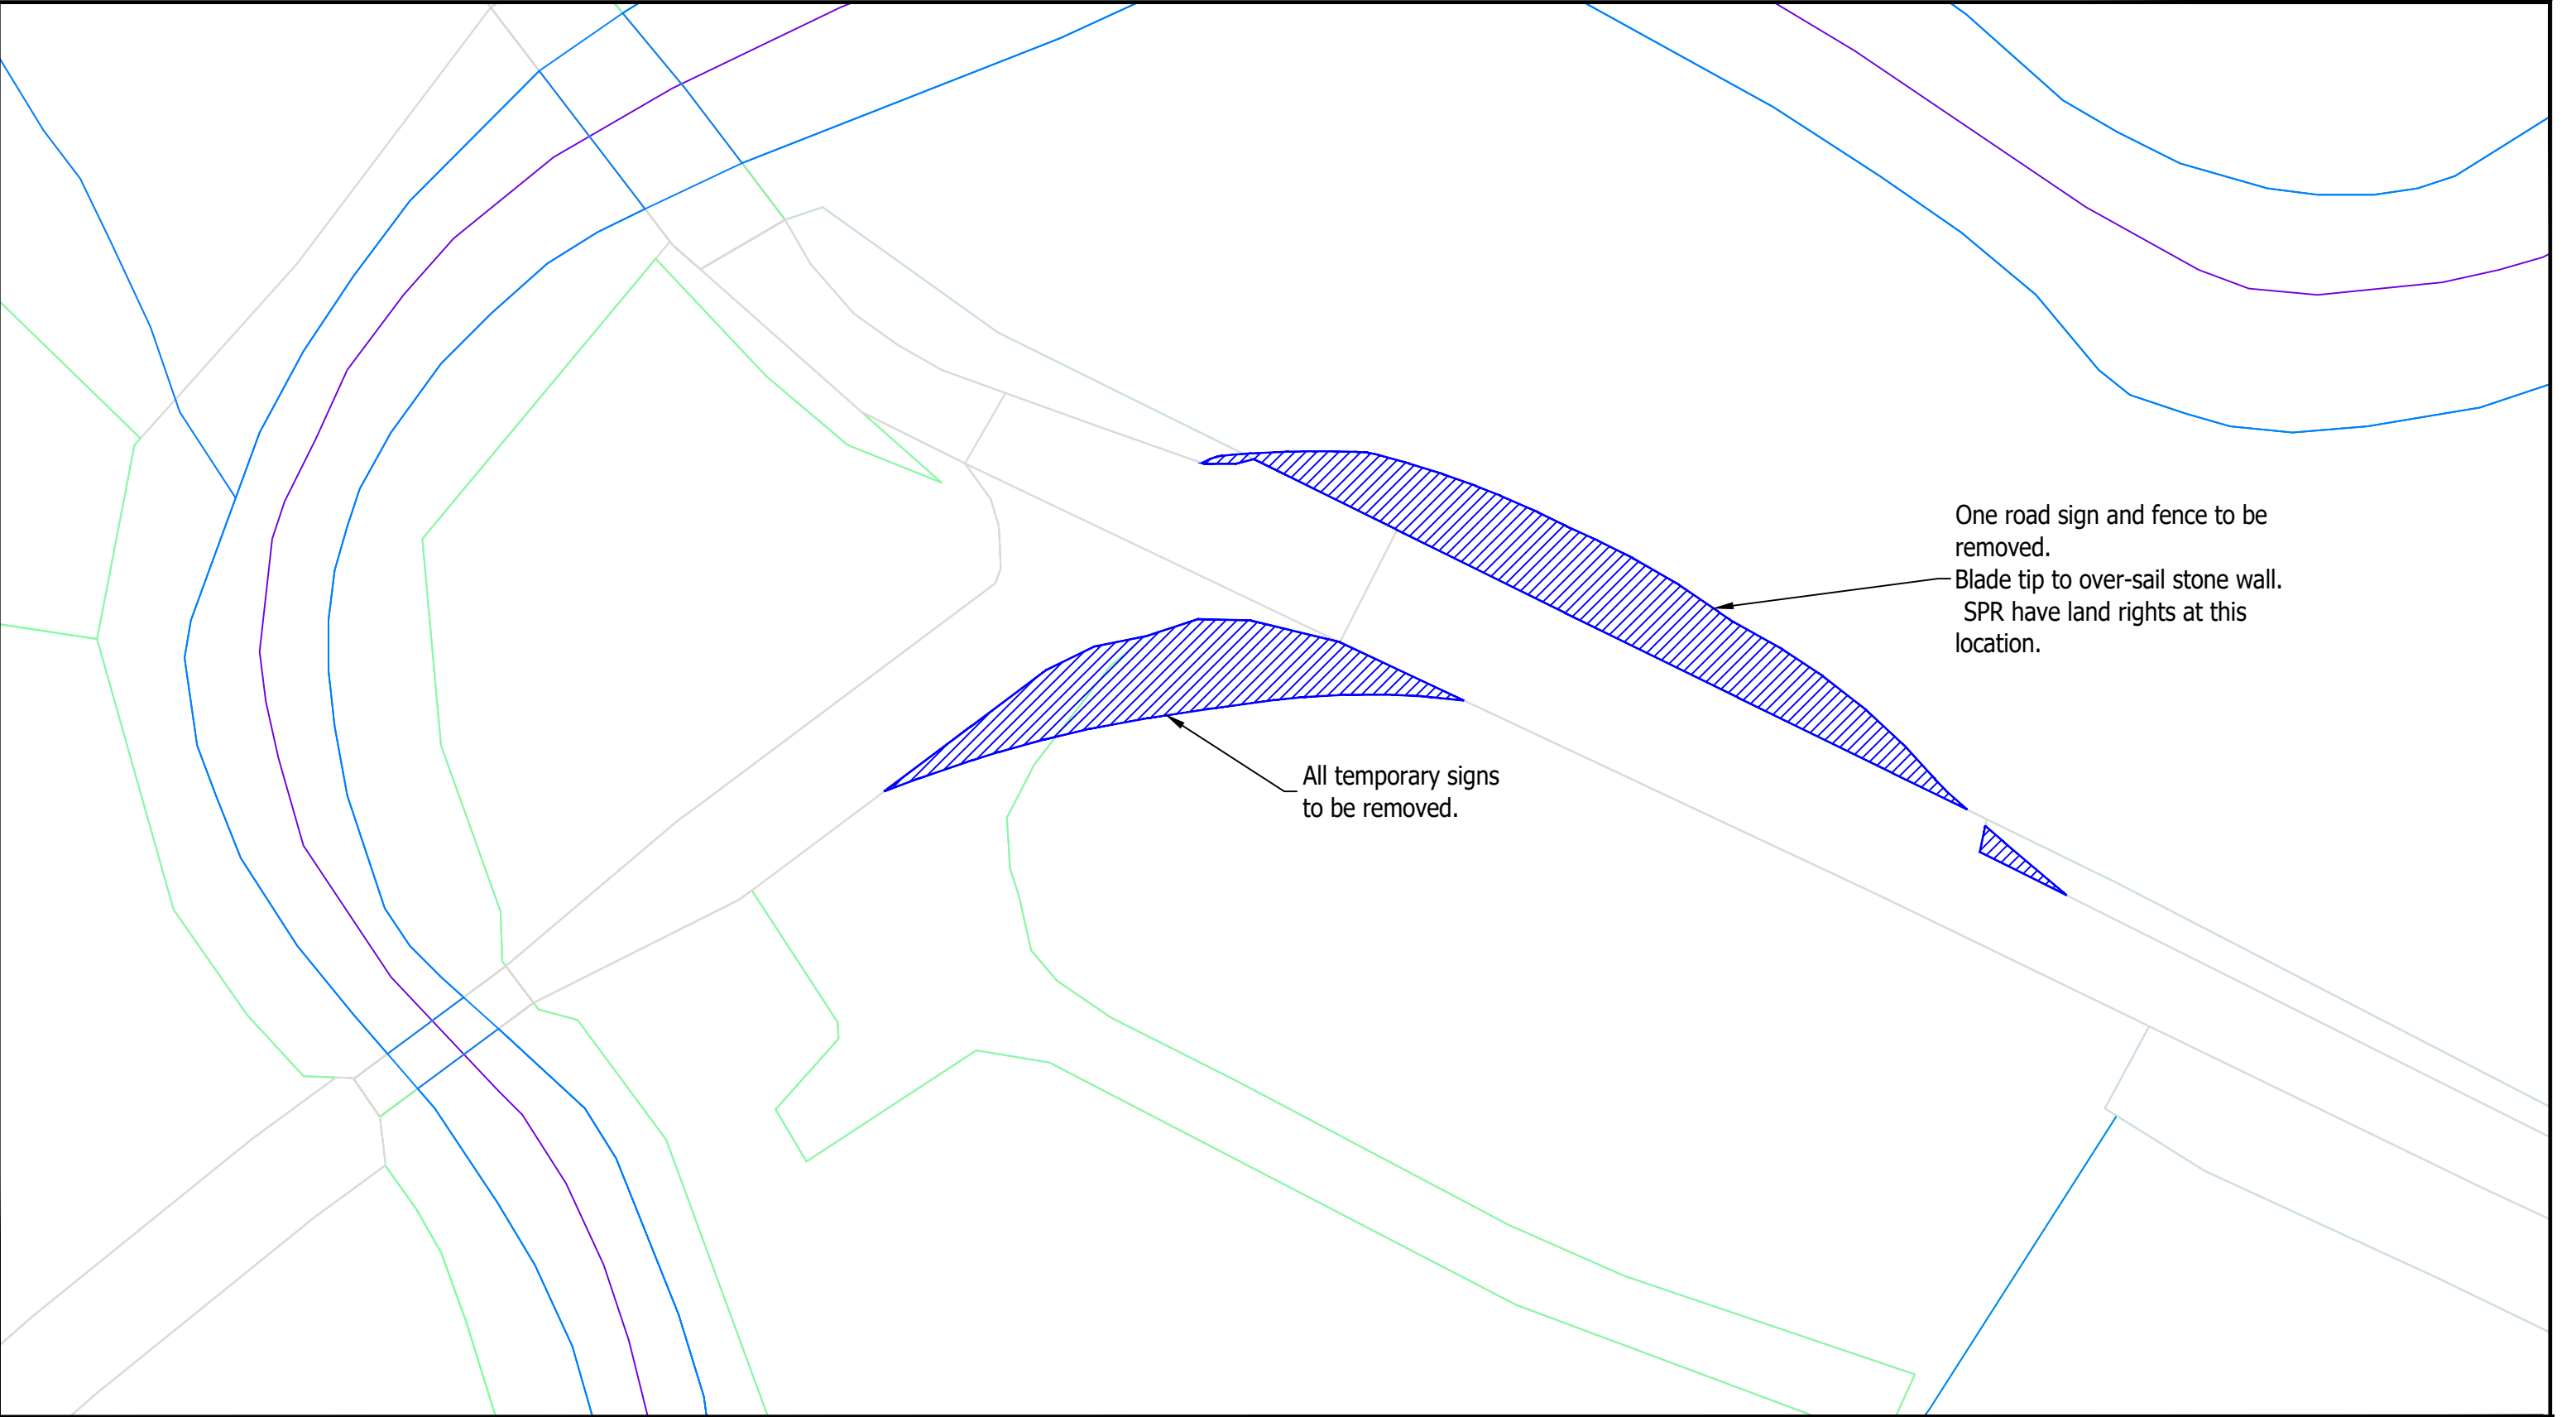 One road sign and fence to be
removed.
Blade tip to over-sail stone wall.
SPR have land rights at this
location.
All temporary signs
to be removed.